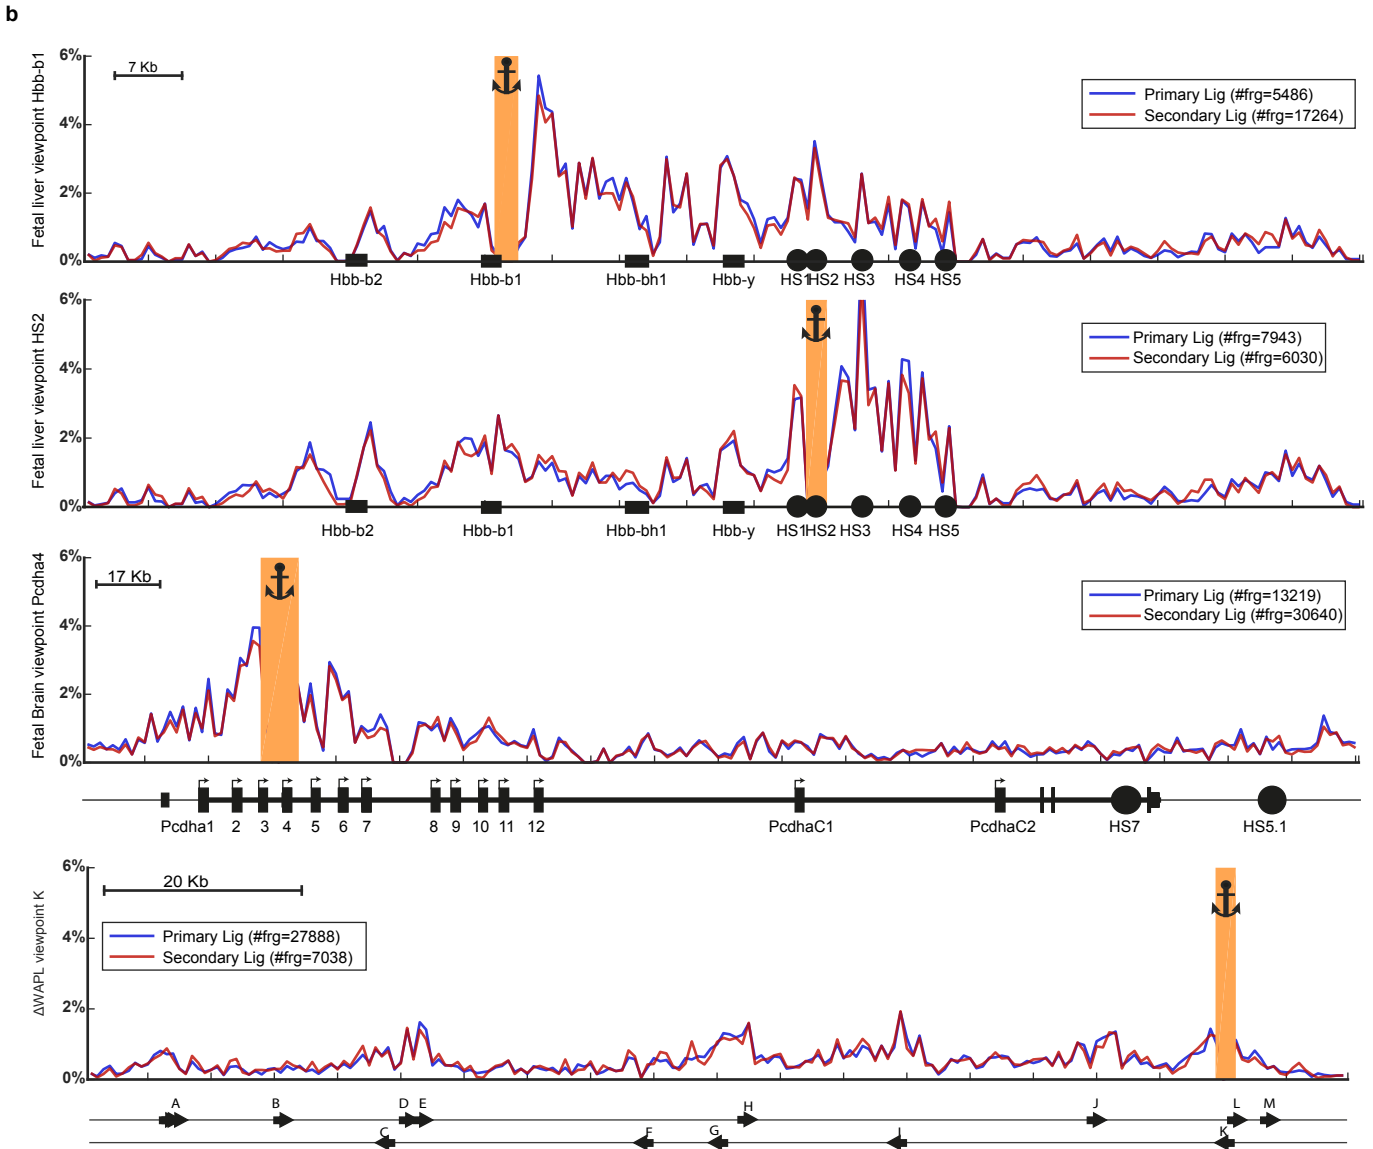 b
Fetal liver viewpoint Hbb-b1
6%
4%
2%
0%
7 Kb
Primary Lig (#frg=5486)
Secondary Lig (#frg=17264)
Hbb-b2 Hbb-b1 Hbb-bh1 Hbb-y HS1 HS2 HS3 HS4 HS5
Fetal liver viewpoint HS2
6%
4%
2%
0%
Primary Lig (#frg=7943)
Secondary Lig (#frg=6030)
Hbb-b2 Hbb-b1 Hbb-bh1 Hbb-y HS1 HS2 HS3 HS4 HS5
Fetal Brain viewpoint Pcdha4
6%
4%
2%
0%
17 Kb
Primary Lig (#frg=13219)
Secondary Lig (#frg=30640)
Pcdha1 2 3 4 5 6 7 8 9 10 11 12 PcdhaC1 PcdhaC2 HS7 HS5.1
ΔWAPL viewpoint K
6%
4%
2%
0%
20 Kb
Primary Lig (#frg=27888)
Secondary Lig (#frg=7038)
A B D E H J L M
C F G I K